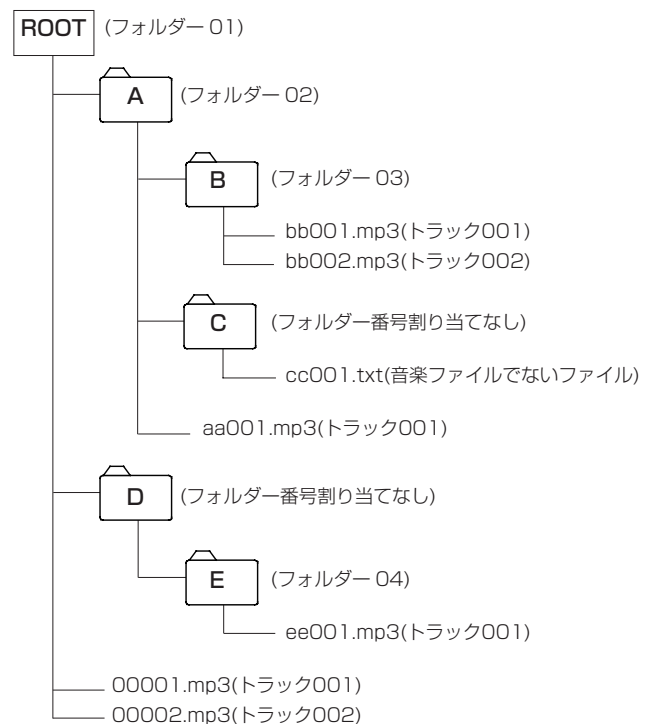 ROOT (フォルダー 01)
A (フォルダー 02)
B (フォルダー 03)
bb001.mp3(トラック001)
bb002.mp3(トラック002)
C (フォルダー番号割り当てなし)
cc001.txt(音楽ファイルでないファイル)
aa001.mp3(トラック001)
D (フォルダー番号割り当てなし)
E (フォルダー 04)
ee001.mp3(トラック001)
00001.mp3(トラック001)
00002.mp3(トラック002)